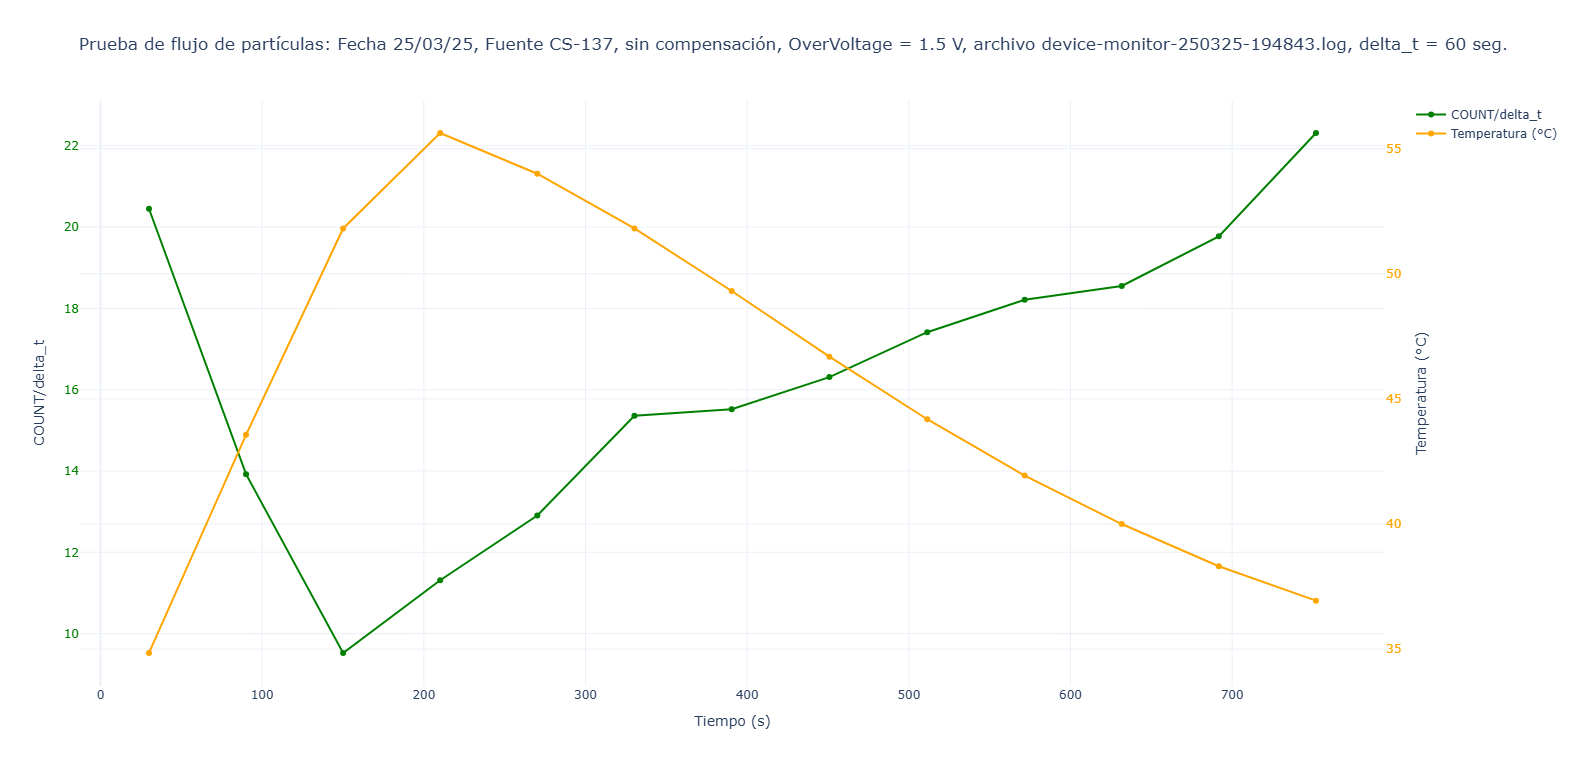 Prueba de flujo de partículas: Fecha 25/03/25, Fuente CS-137, sin compensación, OverVoltage = 1.5 V, archivo device-monitor-250325-194843.log, delta_t = 60 seg.
COUNT/delta_t
Temperatura (°C)
22
20
18
16
14
12
10
COUNT/delta_t
55
50
45
40
35
Temperatura (°C)
0 100 200 300 400 500 600 700
Tiempo (s)